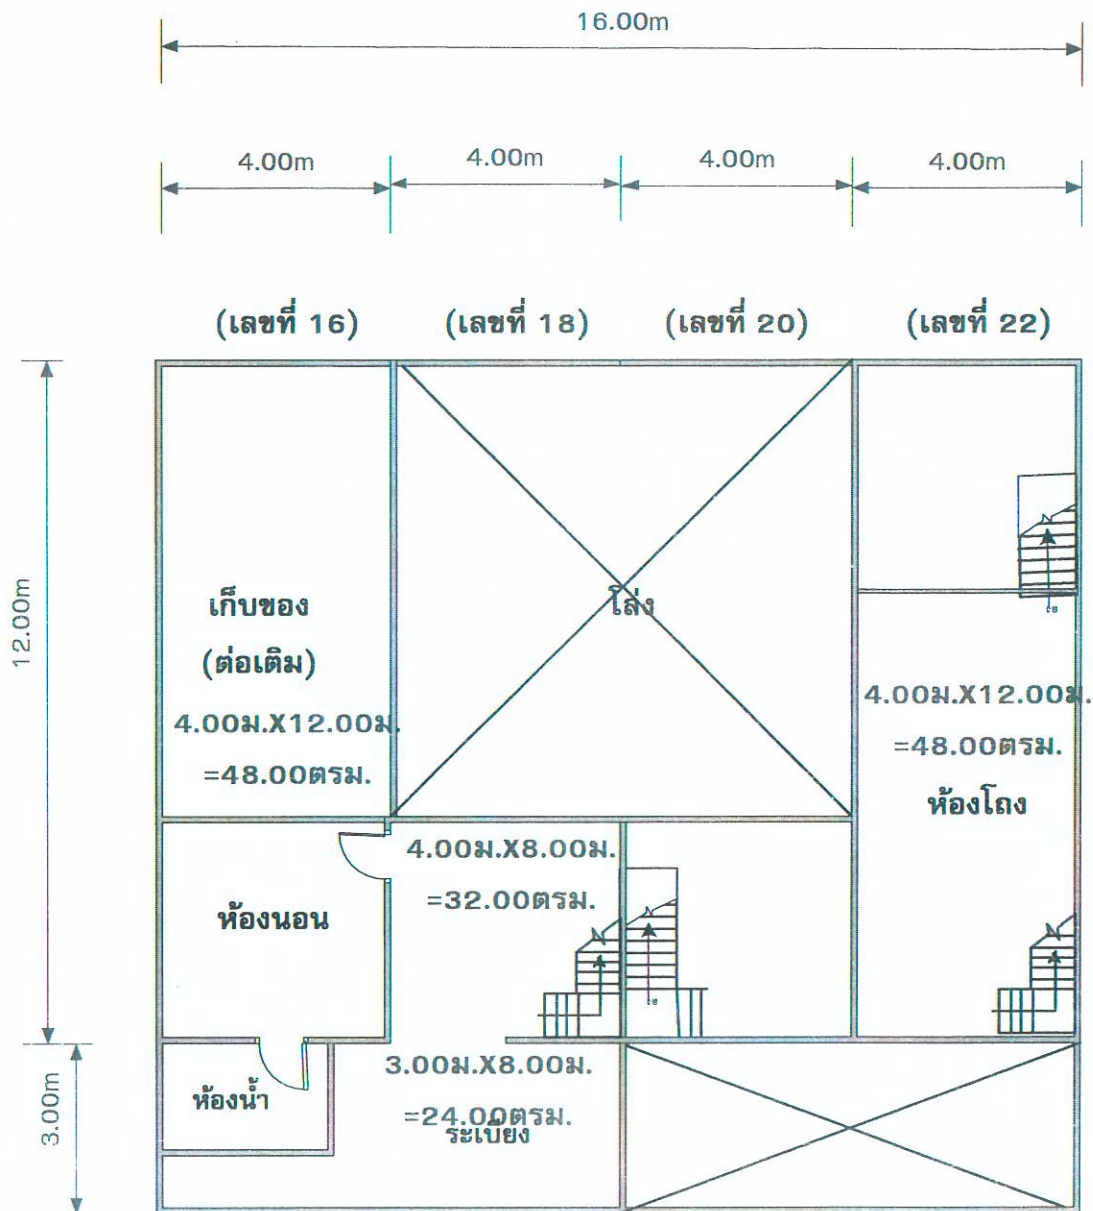 16.00m
4.00m 4.00m 4.00m 4.00m
(เลขที่ 16) (เลขที่ 18) (เลขที่ 20) (เลขที่ 22)
12.00m
เก็บของ
(ต่อเติม)
4.00ม.X12.00ม.
=48.00ตรม.
โล่ง
4.00ม.X12.00ม.
=48.00ตรม.
ห้องโถง
4.00ม.X8.00ม.
=32.00ตรม.
ห้องนอน
3.00m
ห้องน้ำ
3.00ม.X8.00ม.
=24.00ตรม.
ระเบียง